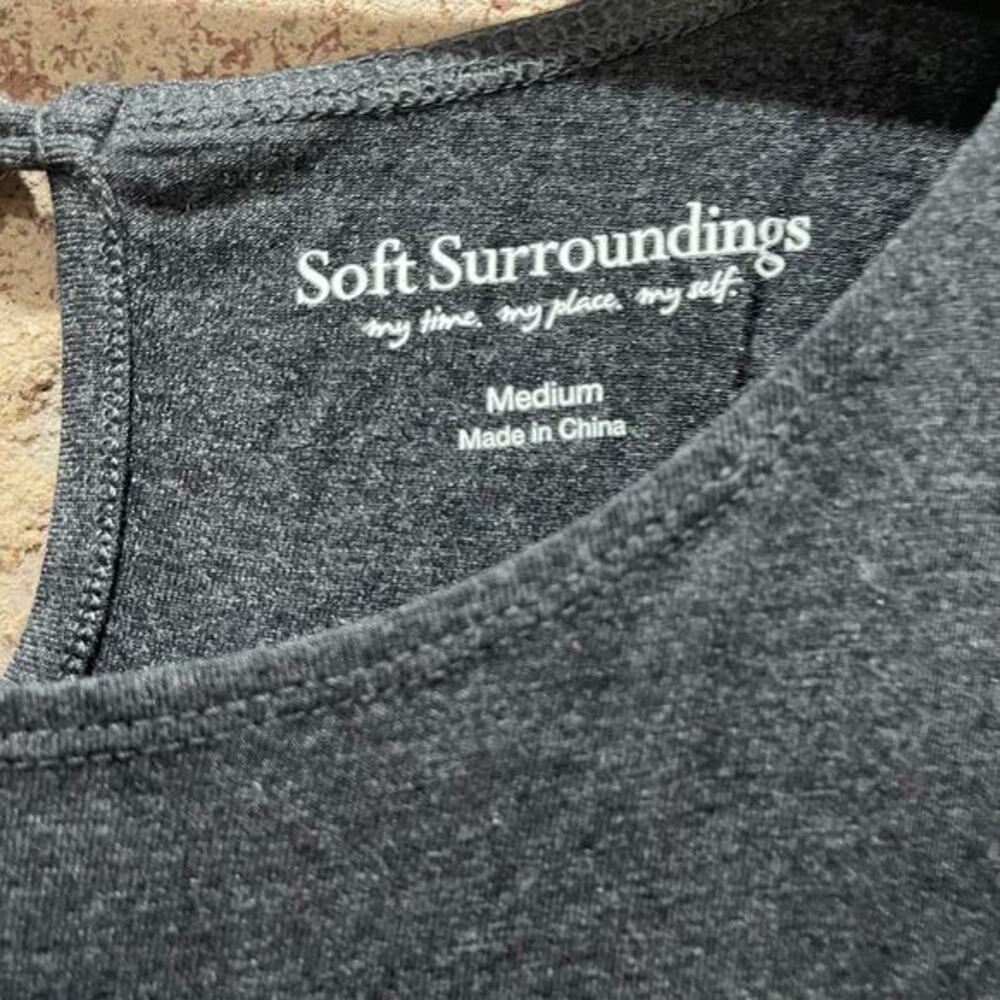 Soft Surroundings
my time. my place. my self.
Medium
Made in China